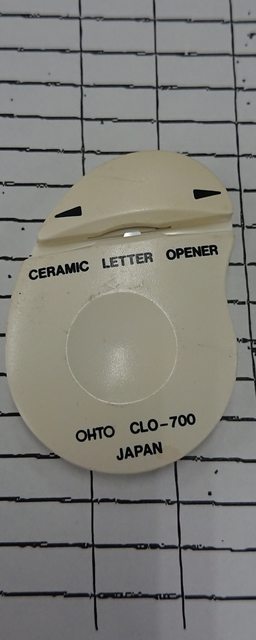 CERAMIC LETTER OPENER
OHTO CLO-700
JAPAN